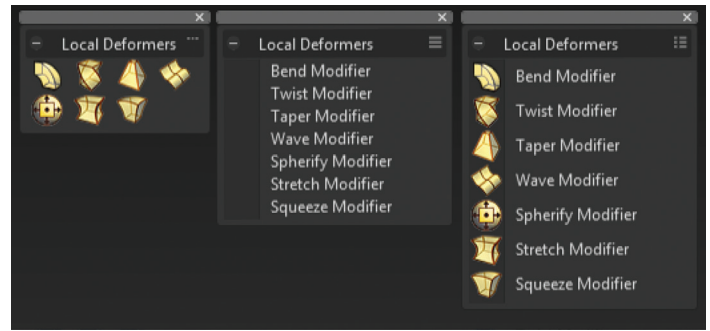 Local Deformers
Local Deformers
Bend Modifier
Twist Modifier
Taper Modifier
Wave Modifier
Spherify Modifier
Stretch Modifier
Squeeze Modifier
Local Deformers
Bend Modifier
Twist Modifier
Taper Modifier
Wave Modifier
Spherify Modifier
Stretch Modifier
Squeeze Modifier